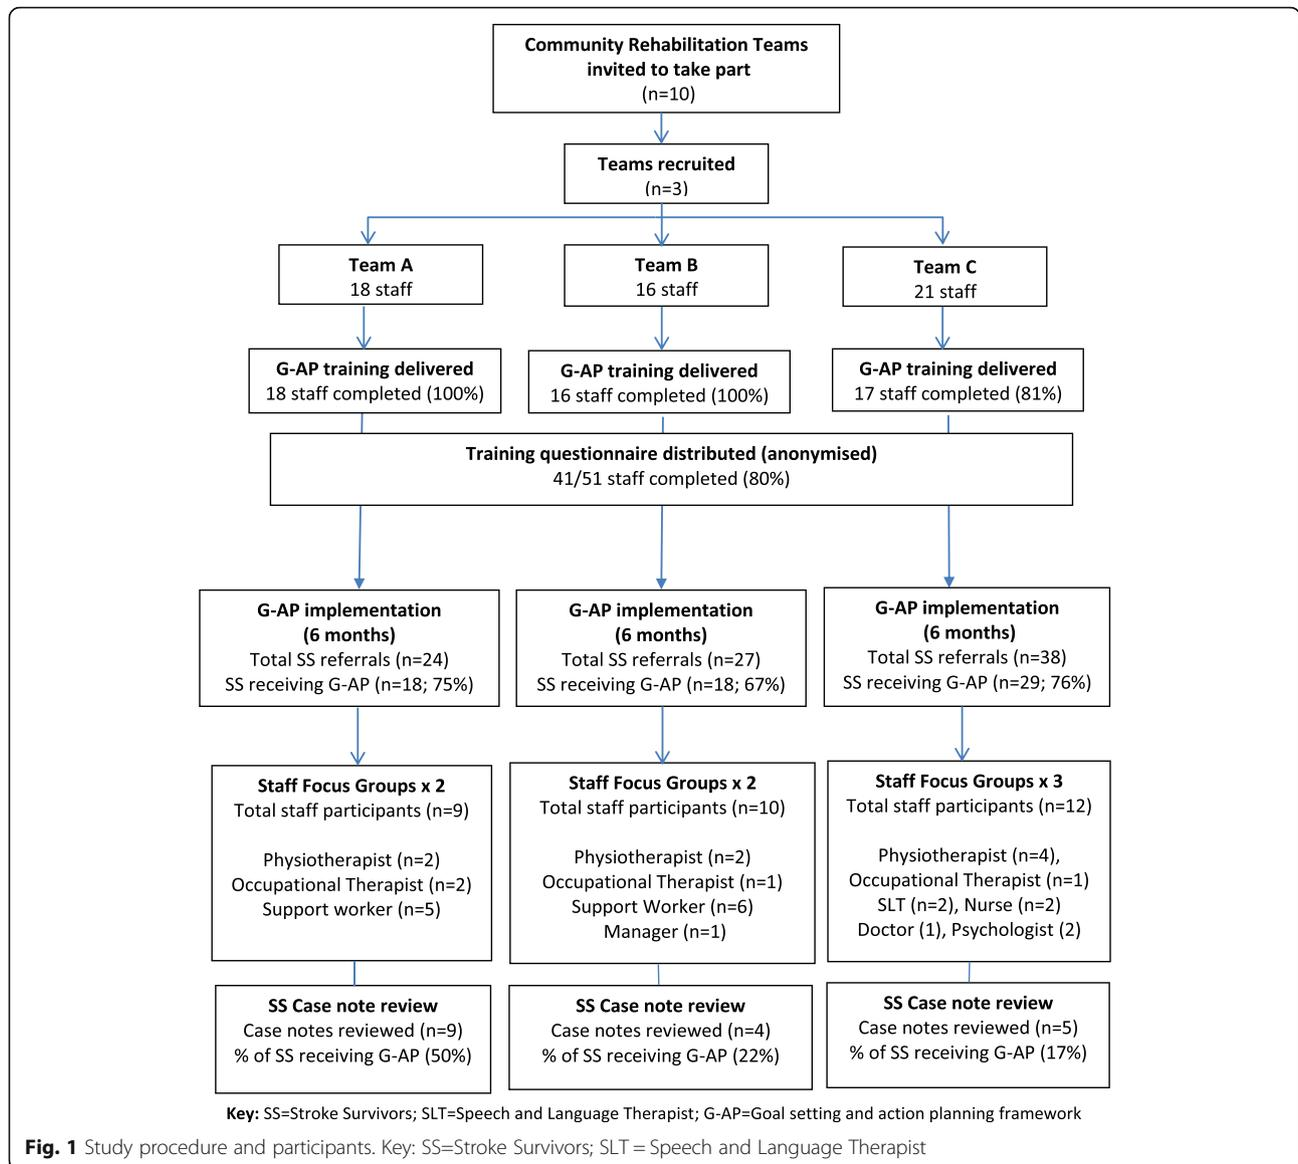 Community Rehabilitation Teams
invited to take part
(n=10)
Teams recruited
(n=3)
Team A
18 staff
Team B
16 staff
Team C
21 staff
G-AP training delivered
18 staff completed (100%)
G-AP training delivered
16 staff completed (100%)
G-AP training delivered
17 staff completed (81%)
Training questionnaire distributed (anonymised)
41/51 staff completed (80%)
G-AP implementation
(6 months)
Total SS referrals (n=24)
SS receiving G-AP (n=18; 75%)
G-AP implementation
(6 months)
Total SS referrals (n=27)
SS receiving G-AP (n=18; 67%)
G-AP implementation
(6 months)
Total SS referrals (n=38)
SS receiving G-AP (n=29; 76%)
Staff Focus Groups x 2
Total staff participants (n=9)
Physiotherapist (n=2)
Occupational Therapist (n=2)
Support worker (n=5)
Staff Focus Groups x 2
Total staff participants (n=10)
Physiotherapist (n=2)
Occupational Therapist (n=1)
Support Worker (n=6)
Manager (n=1)
Staff Focus Groups x 3
Total staff participants (n=12)
Physiotherapist (n=4),
Occupational Therapist (n=1)
SLT (n=2), Nurse (n=2)
Doctor (1), Psychologist (2)
SS Case note review
Case notes reviewed (n=9)
% of SS receiving G-AP (50%)
SS Case note review
Case notes reviewed (n=4)
% of SS receiving G-AP (22%)
SS Case note review
Case notes reviewed (n=5)
% of SS receiving G-AP (17%)
Key: SS=Stroke Survivors; SLT=Speech and Language Therapist; G-AP=Goal setting and action planning framework
Fig. 1 Study procedure and participants. Key: SS=Stroke Survivors; SLT = Speech and Language Therapist